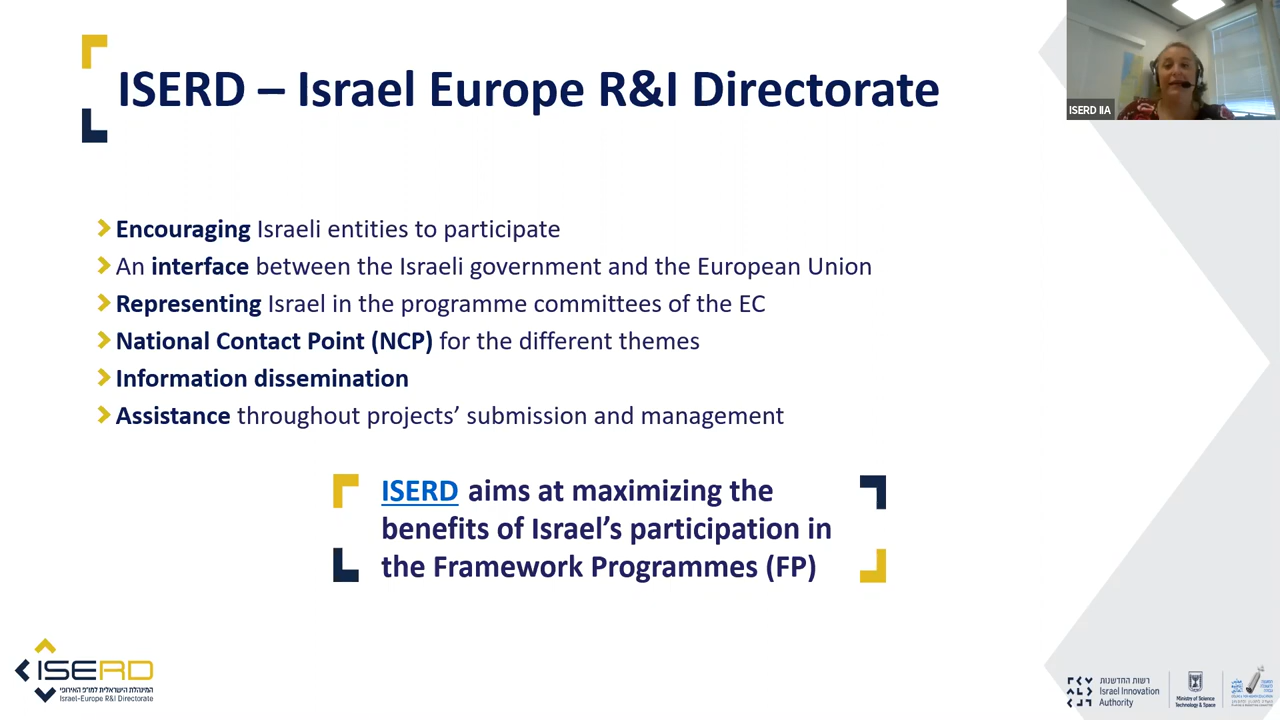 ISERD – Israel Europe R&I Directorate
ISERD IIA
Encouraging Israeli entities to participate
An interface between the Israeli government and the European Union
Representing Israel in the programme committees of the EC
National Contact Point (NCP) for the different themes
Information dissemination
Assistance throughout projects’ submission and management
ISERD aims at maximizing the
benefits of Israel’s participation in
the Framework Programmes (FP)
ISERD
המינהלת הישראלית למו״פ האירופי
Israel-Europe R&I Directorate
רשות החדשנות
Israel Innovation
Authority
Ministry of Science
Technology & Space